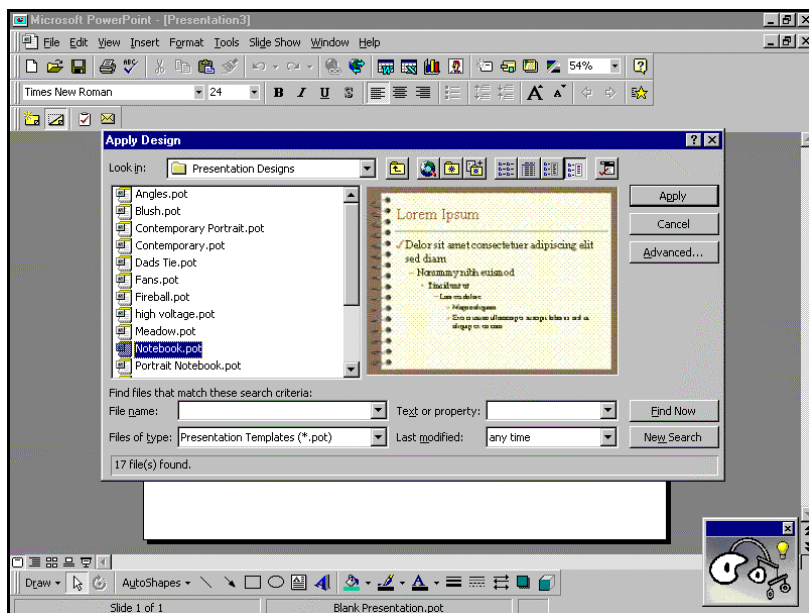 Microsoft PowerPoint - [Presentation3]
File Edit View Insert Format Tools Slide Show Window Help
54%
Times New Roman 24 B I U S A A
Apply Design
Look in: Presentation Designs
Angles.pot
Blush.pot
Contemporary Portrait.pot
Contemporary.pot
Dads Tie.pot
Fans.pot
Fireball.pot
high voltage.pot
Meadow.pot
Notebook.pot
Portrait Notebook.pot
Lorem Ipsum
Delor sit amet consectetuer adipiscing elit
sed diam
Nonummy nibh euismod
Apply
Cancel
Advanced...
Find files that match these search criteria:
File name: Text or property: Find Now
Files of type: Presentation Templates (*.pot) Last modified: any time New Search
17 file(s) found.
Draw AutoShapes
Slide 1 of 1 Blank Presentation.pot